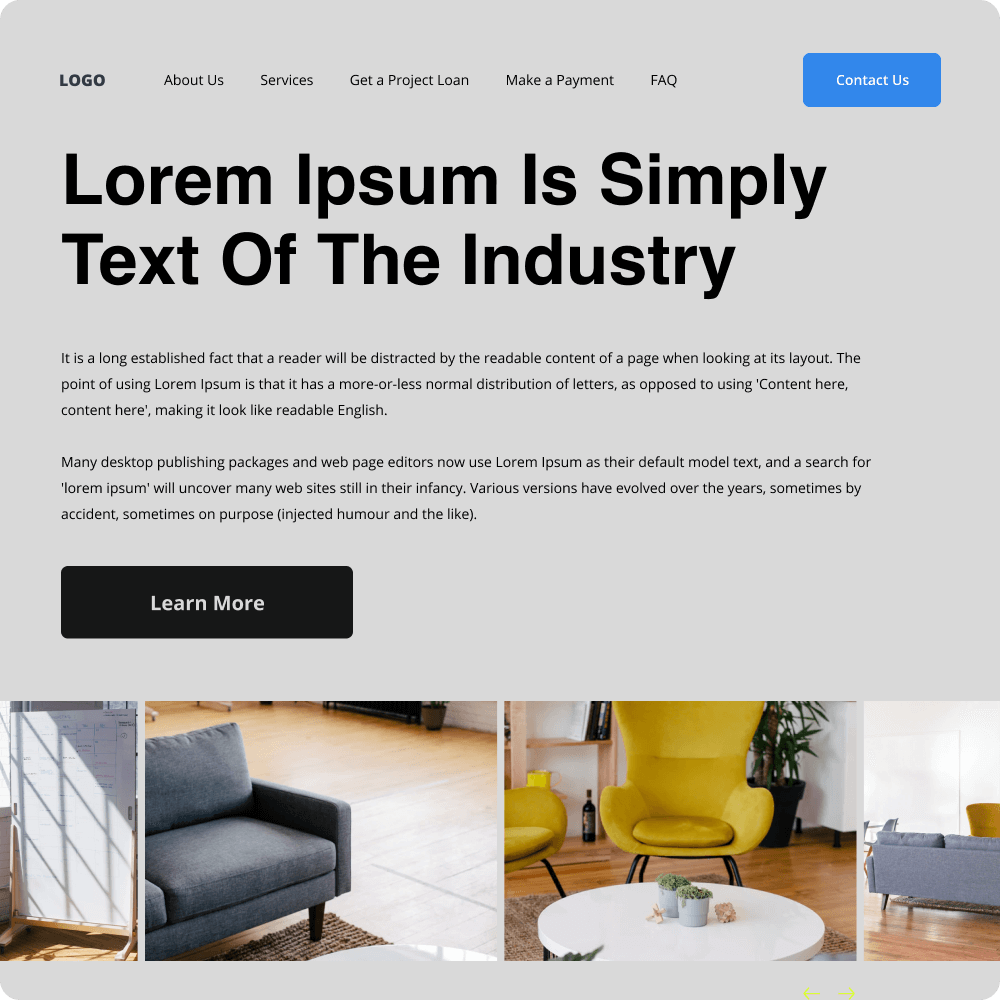 LOGO
About Us
Services
Get a Project Loan
Make a Payment
FAQ
Contact Us
Lorem Ipsum Is Simply
Text Of The Industry
It is a long established fact that a reader will be distracted by the readable content of a page when looking at its layout. The
point of using Lorem Ipsum is that it has a more-or-less normal distribution of letters, as opposed to using 'Content here,
content here', making it look like readable English.
Many desktop publishing packages and web page editors now use Lorem Ipsum as their default model text, and a search for
'lorem ipsum' will uncover many web sites still in their infancy. Various versions have evolved over the years, sometimes by
accident, sometimes on purpose (injected humour and the like).
Learn More